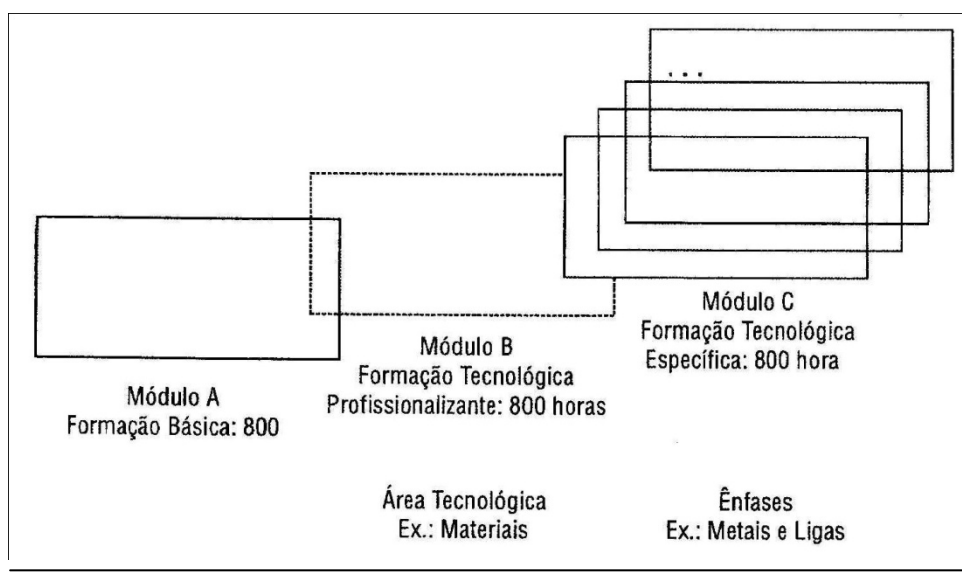 ...
Módulo C
Formação Tecnológica
Específica: 800 hora
Módulo B
Formação Tecnológica
Profissionalizante: 800 horas
Módulo A
Formação Básica: 800
Área Tecnológica
Ex.: Materiais
Ênfases
Ex.: Metais e Ligas